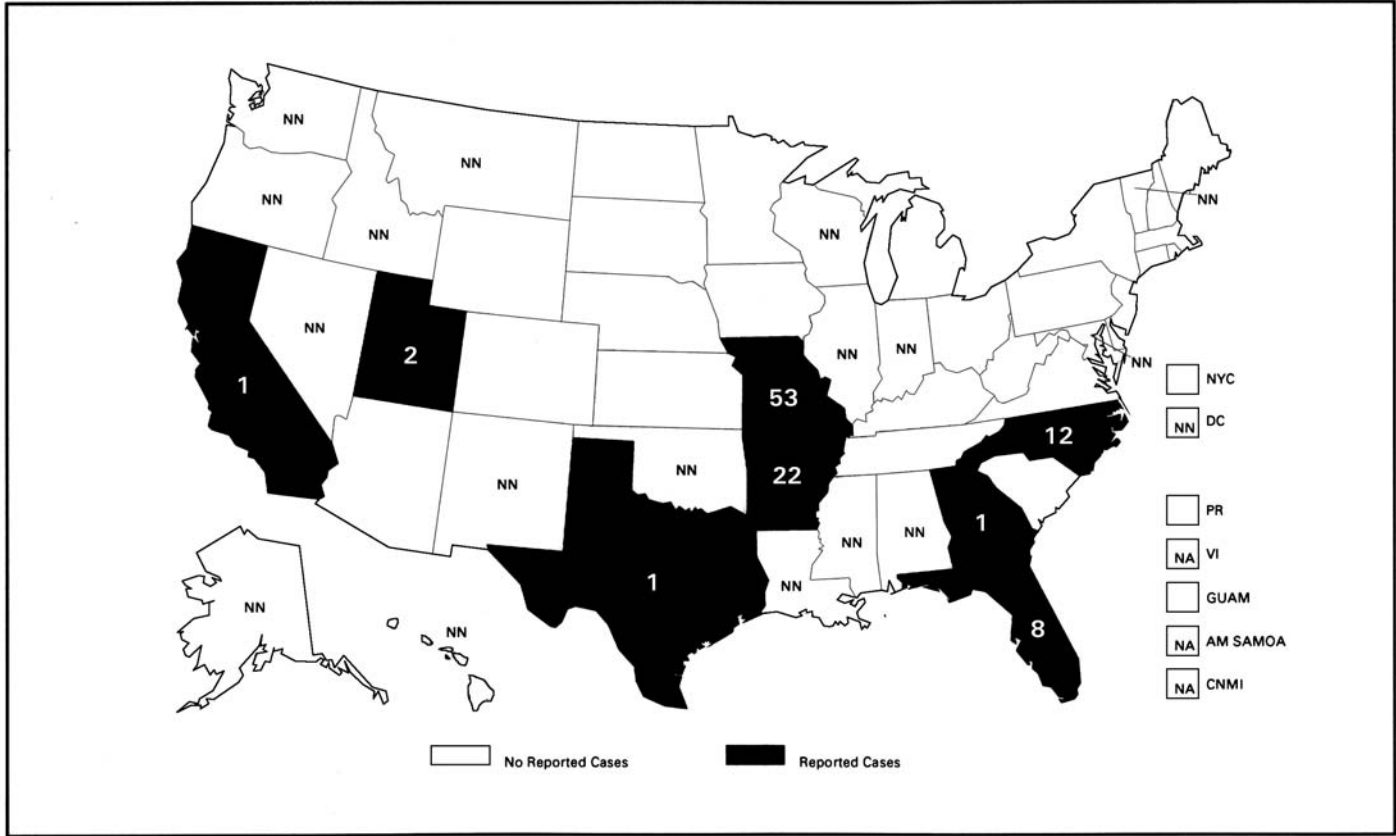 NN
NN
NN
NN
NN
NN
NN
NN
2
1
NN
NN
NN
NYC
NN DC
53
12
22
NN
NN
PR
1
NN
NN
NA VI
NN
1
GUAM
NN
NN
8
NA AM SAMOA
NA CNMI
No Reported Cases
Reported Cases